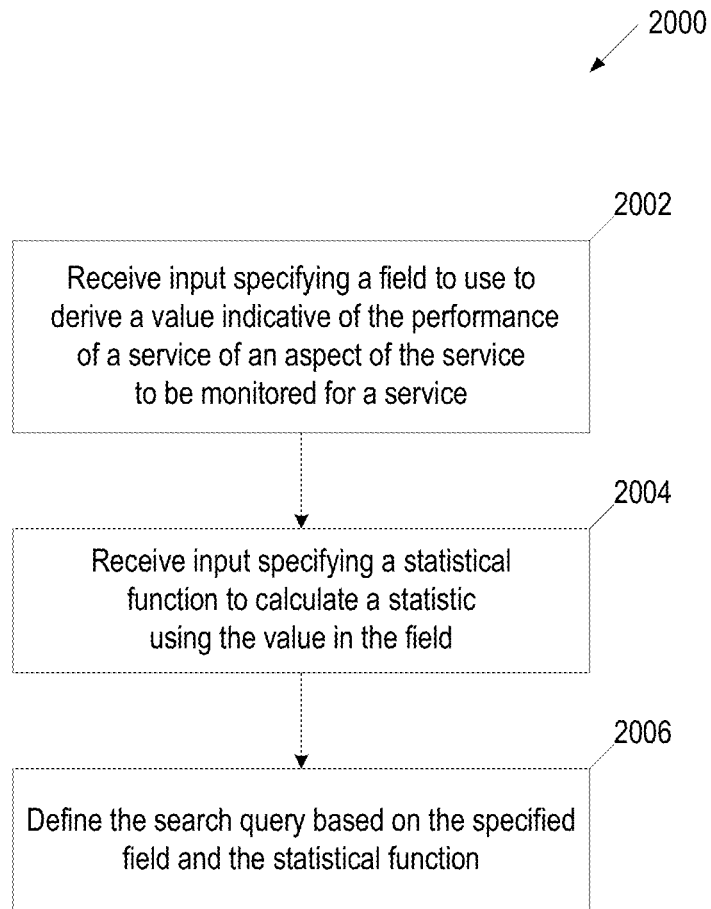 2000
2002
Receive input specifying a field to use to
derive a value indicative of the performance
of a service of an aspect of the service
to be monitored for a service
2004
Receive input specifying a statistical
function to calculate a statistic
using the value in the field
2006
Define the search query based on the specified
field and the statistical function